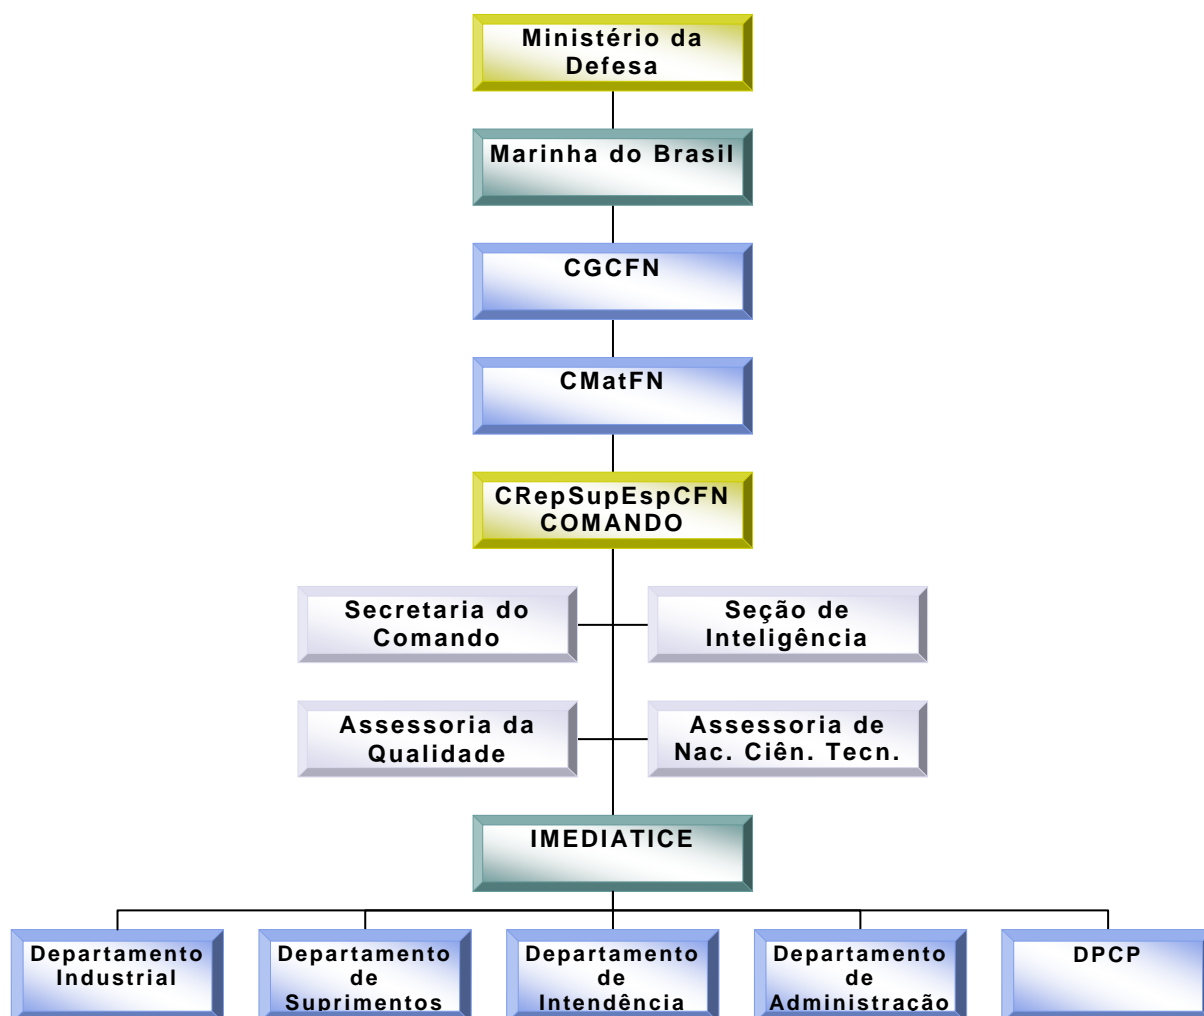 Ministério da
Defesa
Marinha do Brasil
CGCFN
CMatFN
CRepSupEspCFN
COMANDO
Secretaria do
Comando
Seção de
Inteligência
Assessoria da
Qualidade
Assessoria de
Nac. Ciên. Tecn.
IMEDIATICE
Departamento
Industrial
Departamento
de
Suprimentos
Departamento
de
Intendência
Departamento
de
Administração
DPCP